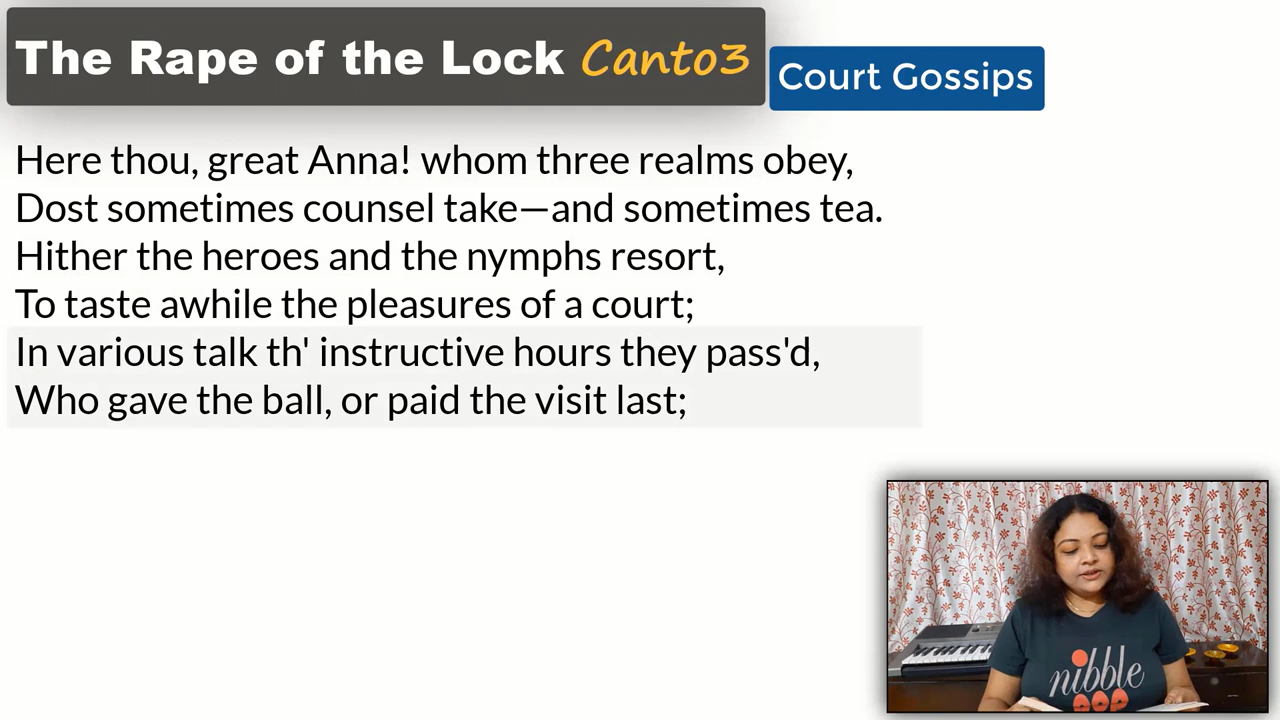 The Rape of the Lock Canto3
Court Gossips
Here thou, great Anna! whom three realms obey,
Dost sometimes counsel take—and sometimes tea.
Hither the heroes and the nymphs resort,
To taste awhile the pleasures of a court;
In various talk th' instructive hours they pass'd,
Who gave the ball, or paid the visit last;
nibble
POP